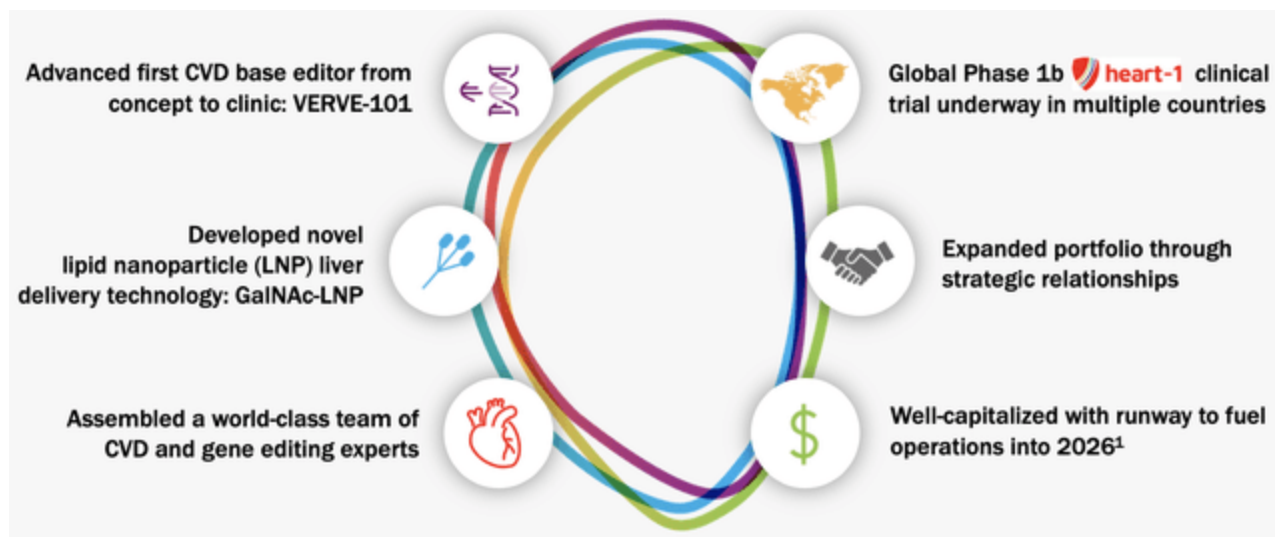 Advanced first CVD base editor from
concept to clinic: VERVE-101
Global Phase 1b heart-1 clinical
trial underway in multiple countries
Developed novel
lipid nanoparticle (LNP) liver
delivery technology: GalNAc-LNP
Expanded portfolio through
strategic relationships
Assembled a world-class team of
CVD and gene editing experts
$
Well-capitalized with runway to fuel
operations into 2026¹